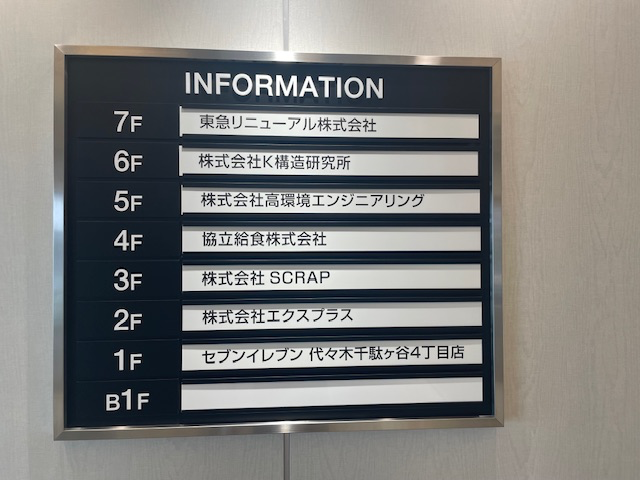 INFORMATION
7F 東急リニューアル株式会社
6F 株式会社K構造研究所
5F 株式会社高環境エンジニアリング
4F 協立給食株式会社
3F 株式会社 SCRAP
2F 株式会社エクスプラス
1F セブンイレブン 代々木千駄ヶ谷4丁目店
B1F